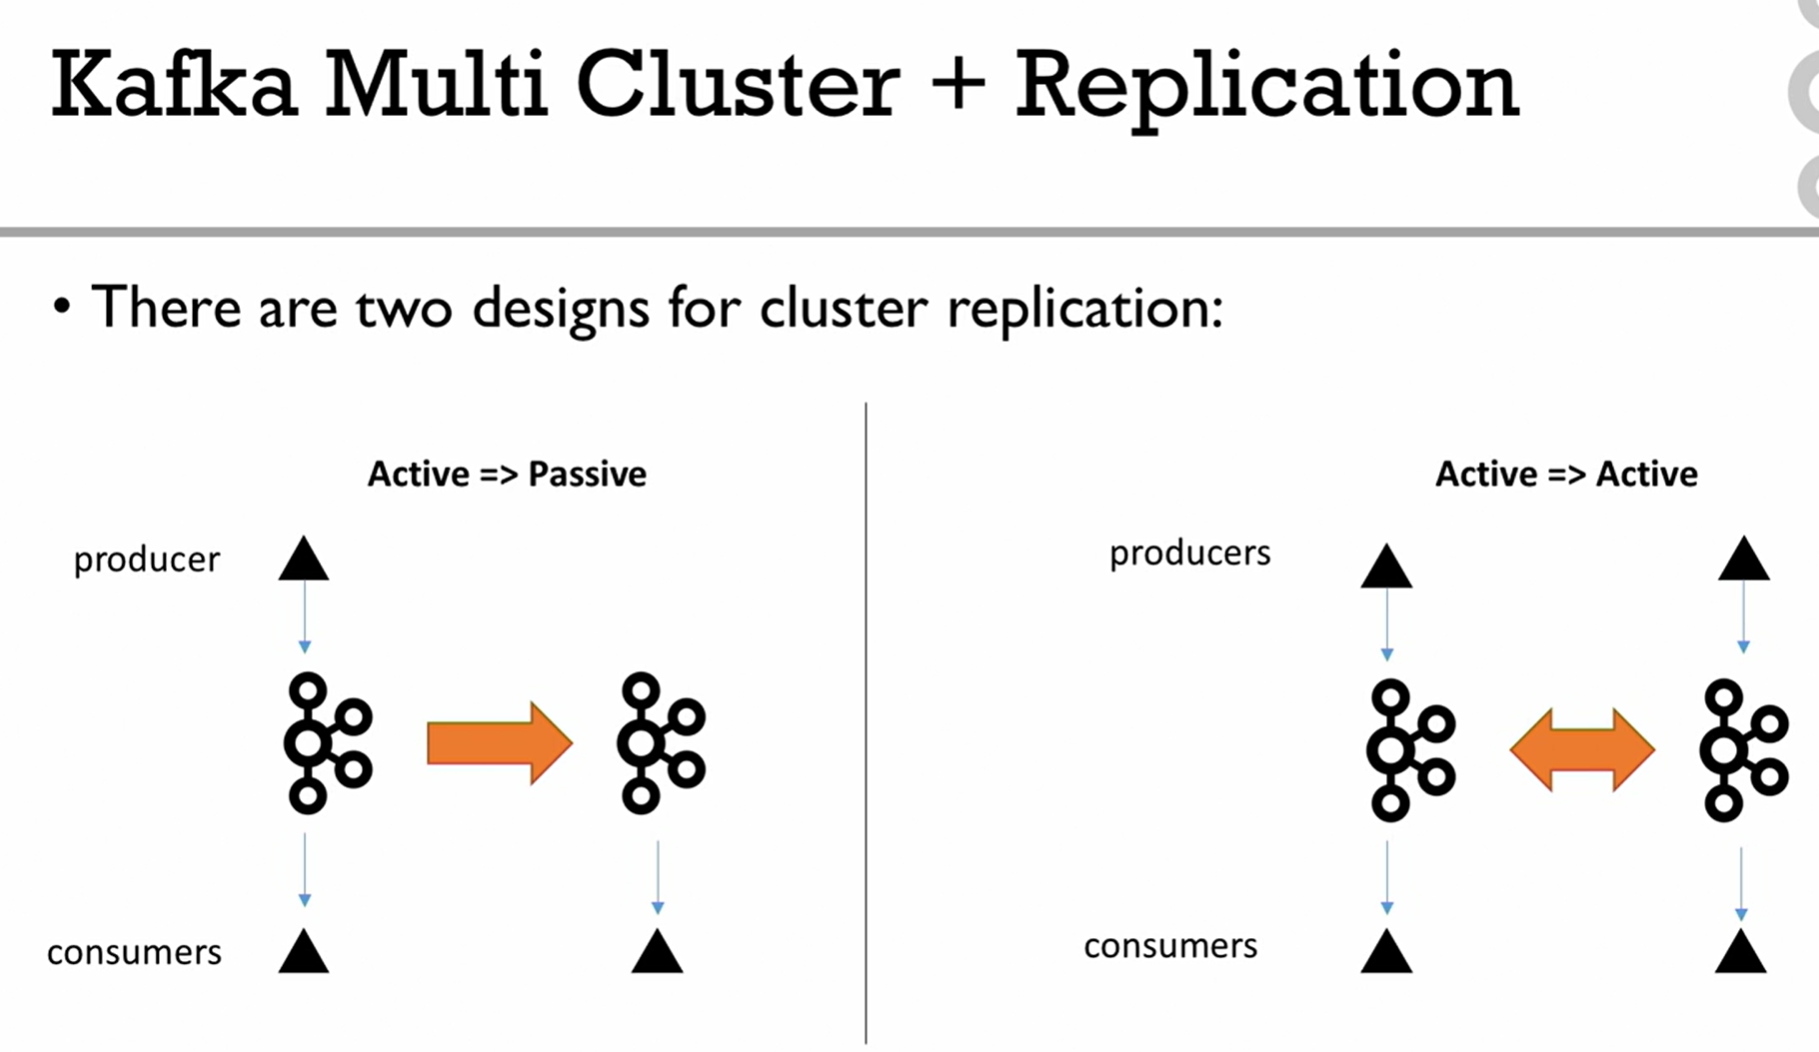 Kafka Multi Cluster + Replication
• There are two designs for cluster replication:
Active => Passive
producer
consumers
Active => Active
producers
consumers